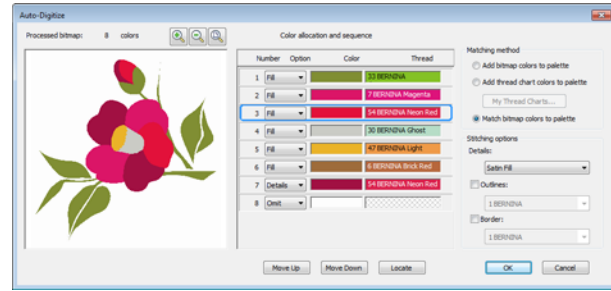 Auto-Digitize
Processed bitmap: 8 colors
Color allocation and sequence
Number Option Color Thread
1 Fill 33 BERNINA
2 Fill 7 BERNINA Magenta
3 Fill 54 BERNINA Neon Red
4 Fill 30 BERNINA Ghost
5 Fill 47 BERNINA Light
6 Fill 6 BERNINA Brick Red
7 Details 54 BERNINA Neon Red
8 Omit
Matching method
Add bitmap colors to palette
Add thread chart colors to palette
My Thread Charts...
Match bitmap colors to palette
Stitching options
Details:
Satin Fill
Outlines:
1 BERNINA
Border:
1 BERNINA
Move Up Move Down Locate OK Cancel